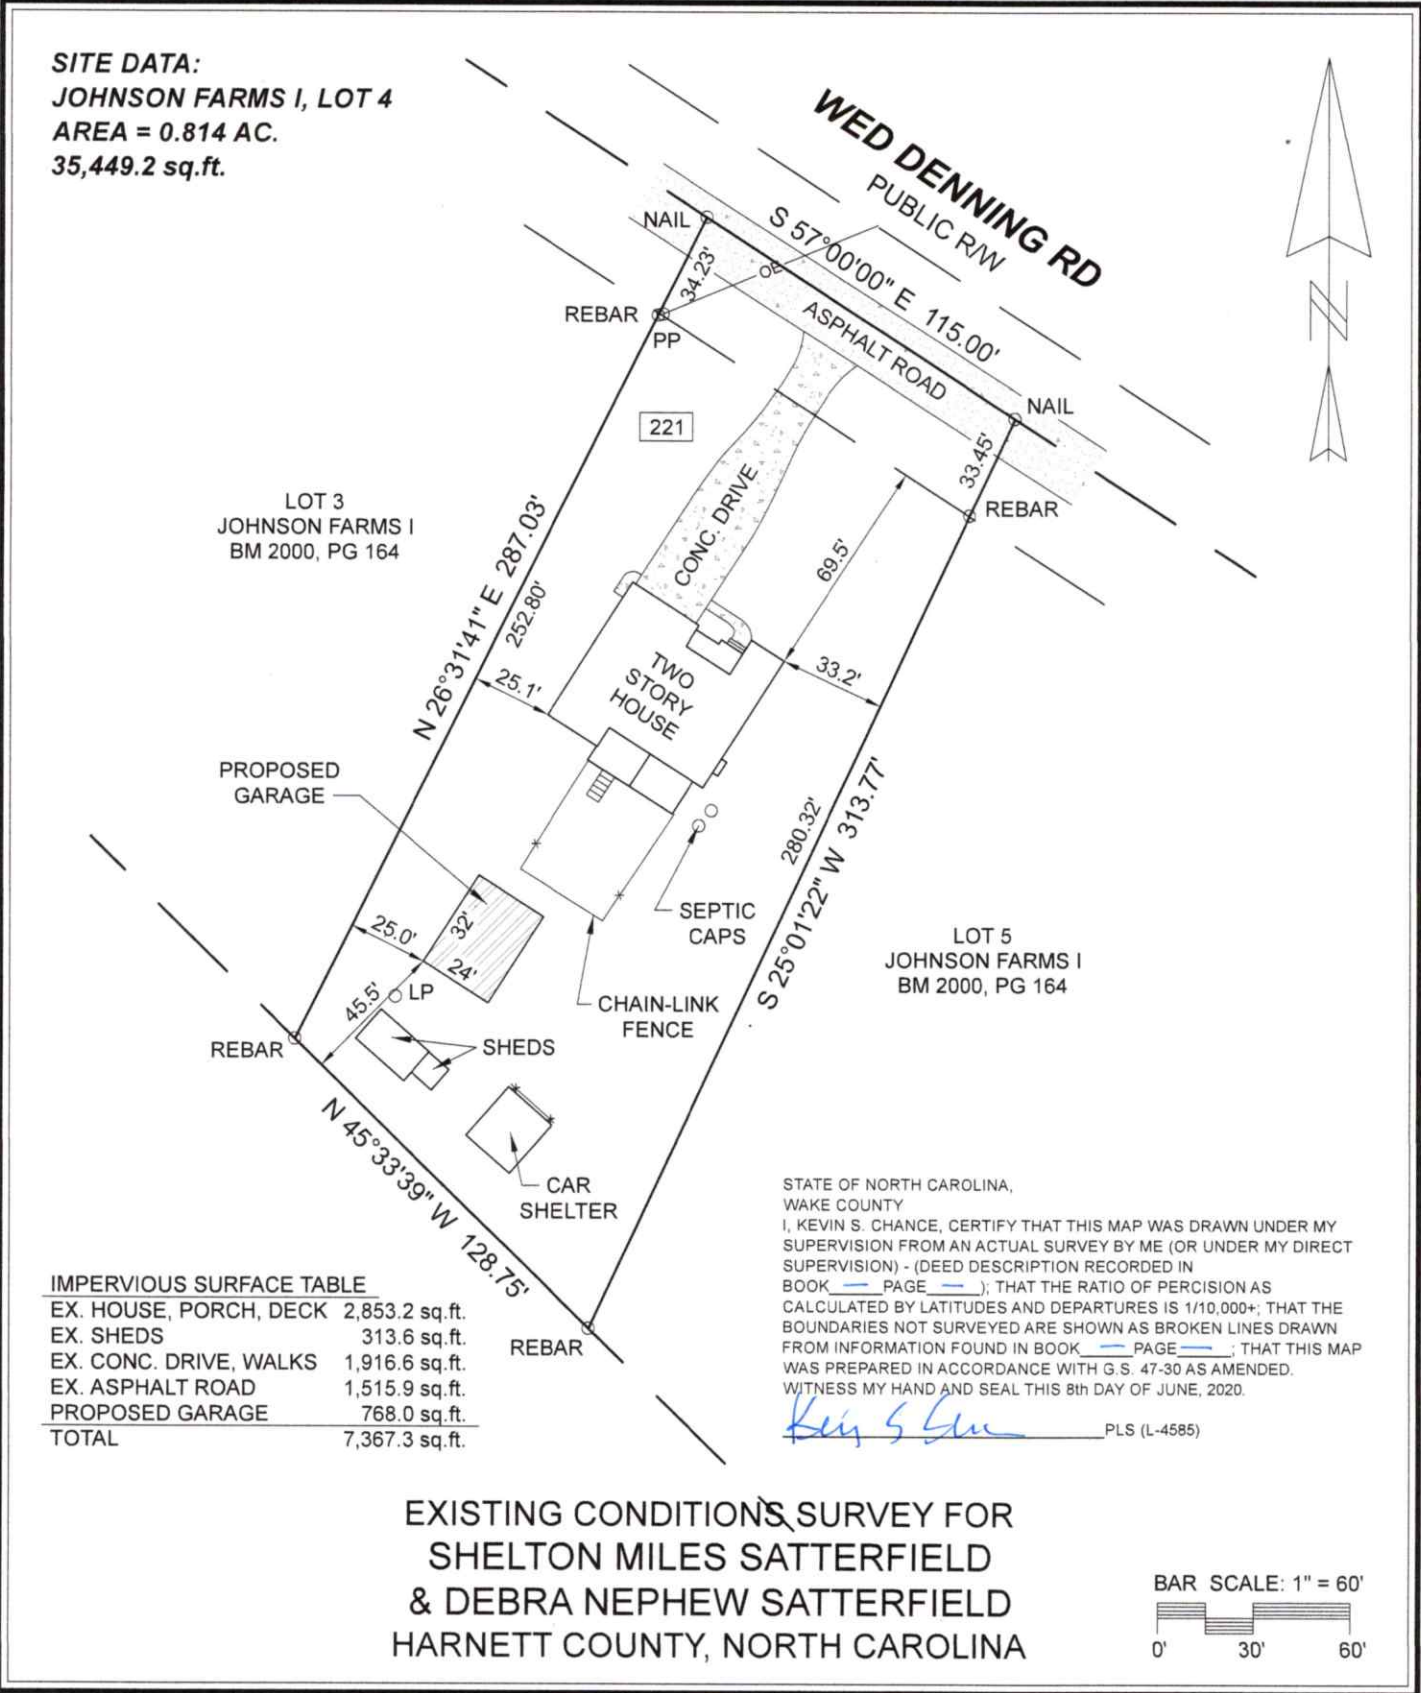 SITE DATA:
JOHNSON FARMS I, LOT 4
AREA = 0.814 AC.
35,449.2 sq.ft.
WED DENNING RD
PUBLIC R/W
S 57°00'00" E 115.00'
ASPHALT ROAD
OE
NAIL
34.23'
REBAR
PP
N
NAIL
33.45'
REBAR
221
CONC. DRIVE
69.5'
LOT 3
JOHNSON FARMS I
BM 2000, PG 164
N 26°31'41" E 287.03'
252.80'
25.1'
TWO
STORY
HOUSE
33.2'
PROPOSED
GARAGE
280.32'
S 25°01'22" W 313.77'
SEPTIC
CAPS
LOT 5
JOHNSON FARMS I
BM 2000, PG 164
32'
24'
25.0'
45.5'
LP
CHAIN-LINK
FENCE
REBAR
SHEDS
N 45°33'39" W 128.75'
CAR
SHELTER
REBAR
IMPERVIOUS SURFACE TABLE
EX. HOUSE, PORCH, DECK 2,853.2 sq.ft.
EX. SHEDS 313.6 sq.ft.
EX. CONC. DRIVE, WALKS 1,916.6 sq.ft.
EX. ASPHALT ROAD 1,515.9 sq.ft.
PROPOSED GARAGE 768.0 sq.ft.
TOTAL 7,367.3 sq.ft.
STATE OF NORTH CAROLINA,
WAKE COUNTY
I, KEVIN S. CHANCE, CERTIFY THAT THIS MAP WAS DRAWN UNDER MY
SUPERVISION FROM AN ACTUAL SURVEY BY ME (OR UNDER MY DIRECT
SUPERVISION) - (DEED DESCRIPTION RECORDED IN
BOOK — PAGE — ); THAT THE RATIO OF PERCISION AS
CALCULATED BY LATITUDES AND DEPARTURES IS 1/10,000+; THAT THE
BOUNDARIES NOT SURVEYED ARE SHOWN AS BROKEN LINES DRAWN
FROM INFORMATION FOUND IN BOOK — PAGE — ; THAT THIS MAP
WAS PREPARED IN ACCORDANCE WITH G.S. 47-30 AS AMENDED.
WITNESS MY HAND AND SEAL THIS 8th DAY OF JUNE, 2020.
PLS (L-4585)
EXISTING CONDITIONS SURVEY FOR
SHELTON MILES SATTERFIELD
& DEBRA NEPHEW SATTERFIELD
HARNETT COUNTY, NORTH CAROLINA
BAR SCALE: 1" = 60'
0' 30' 60'